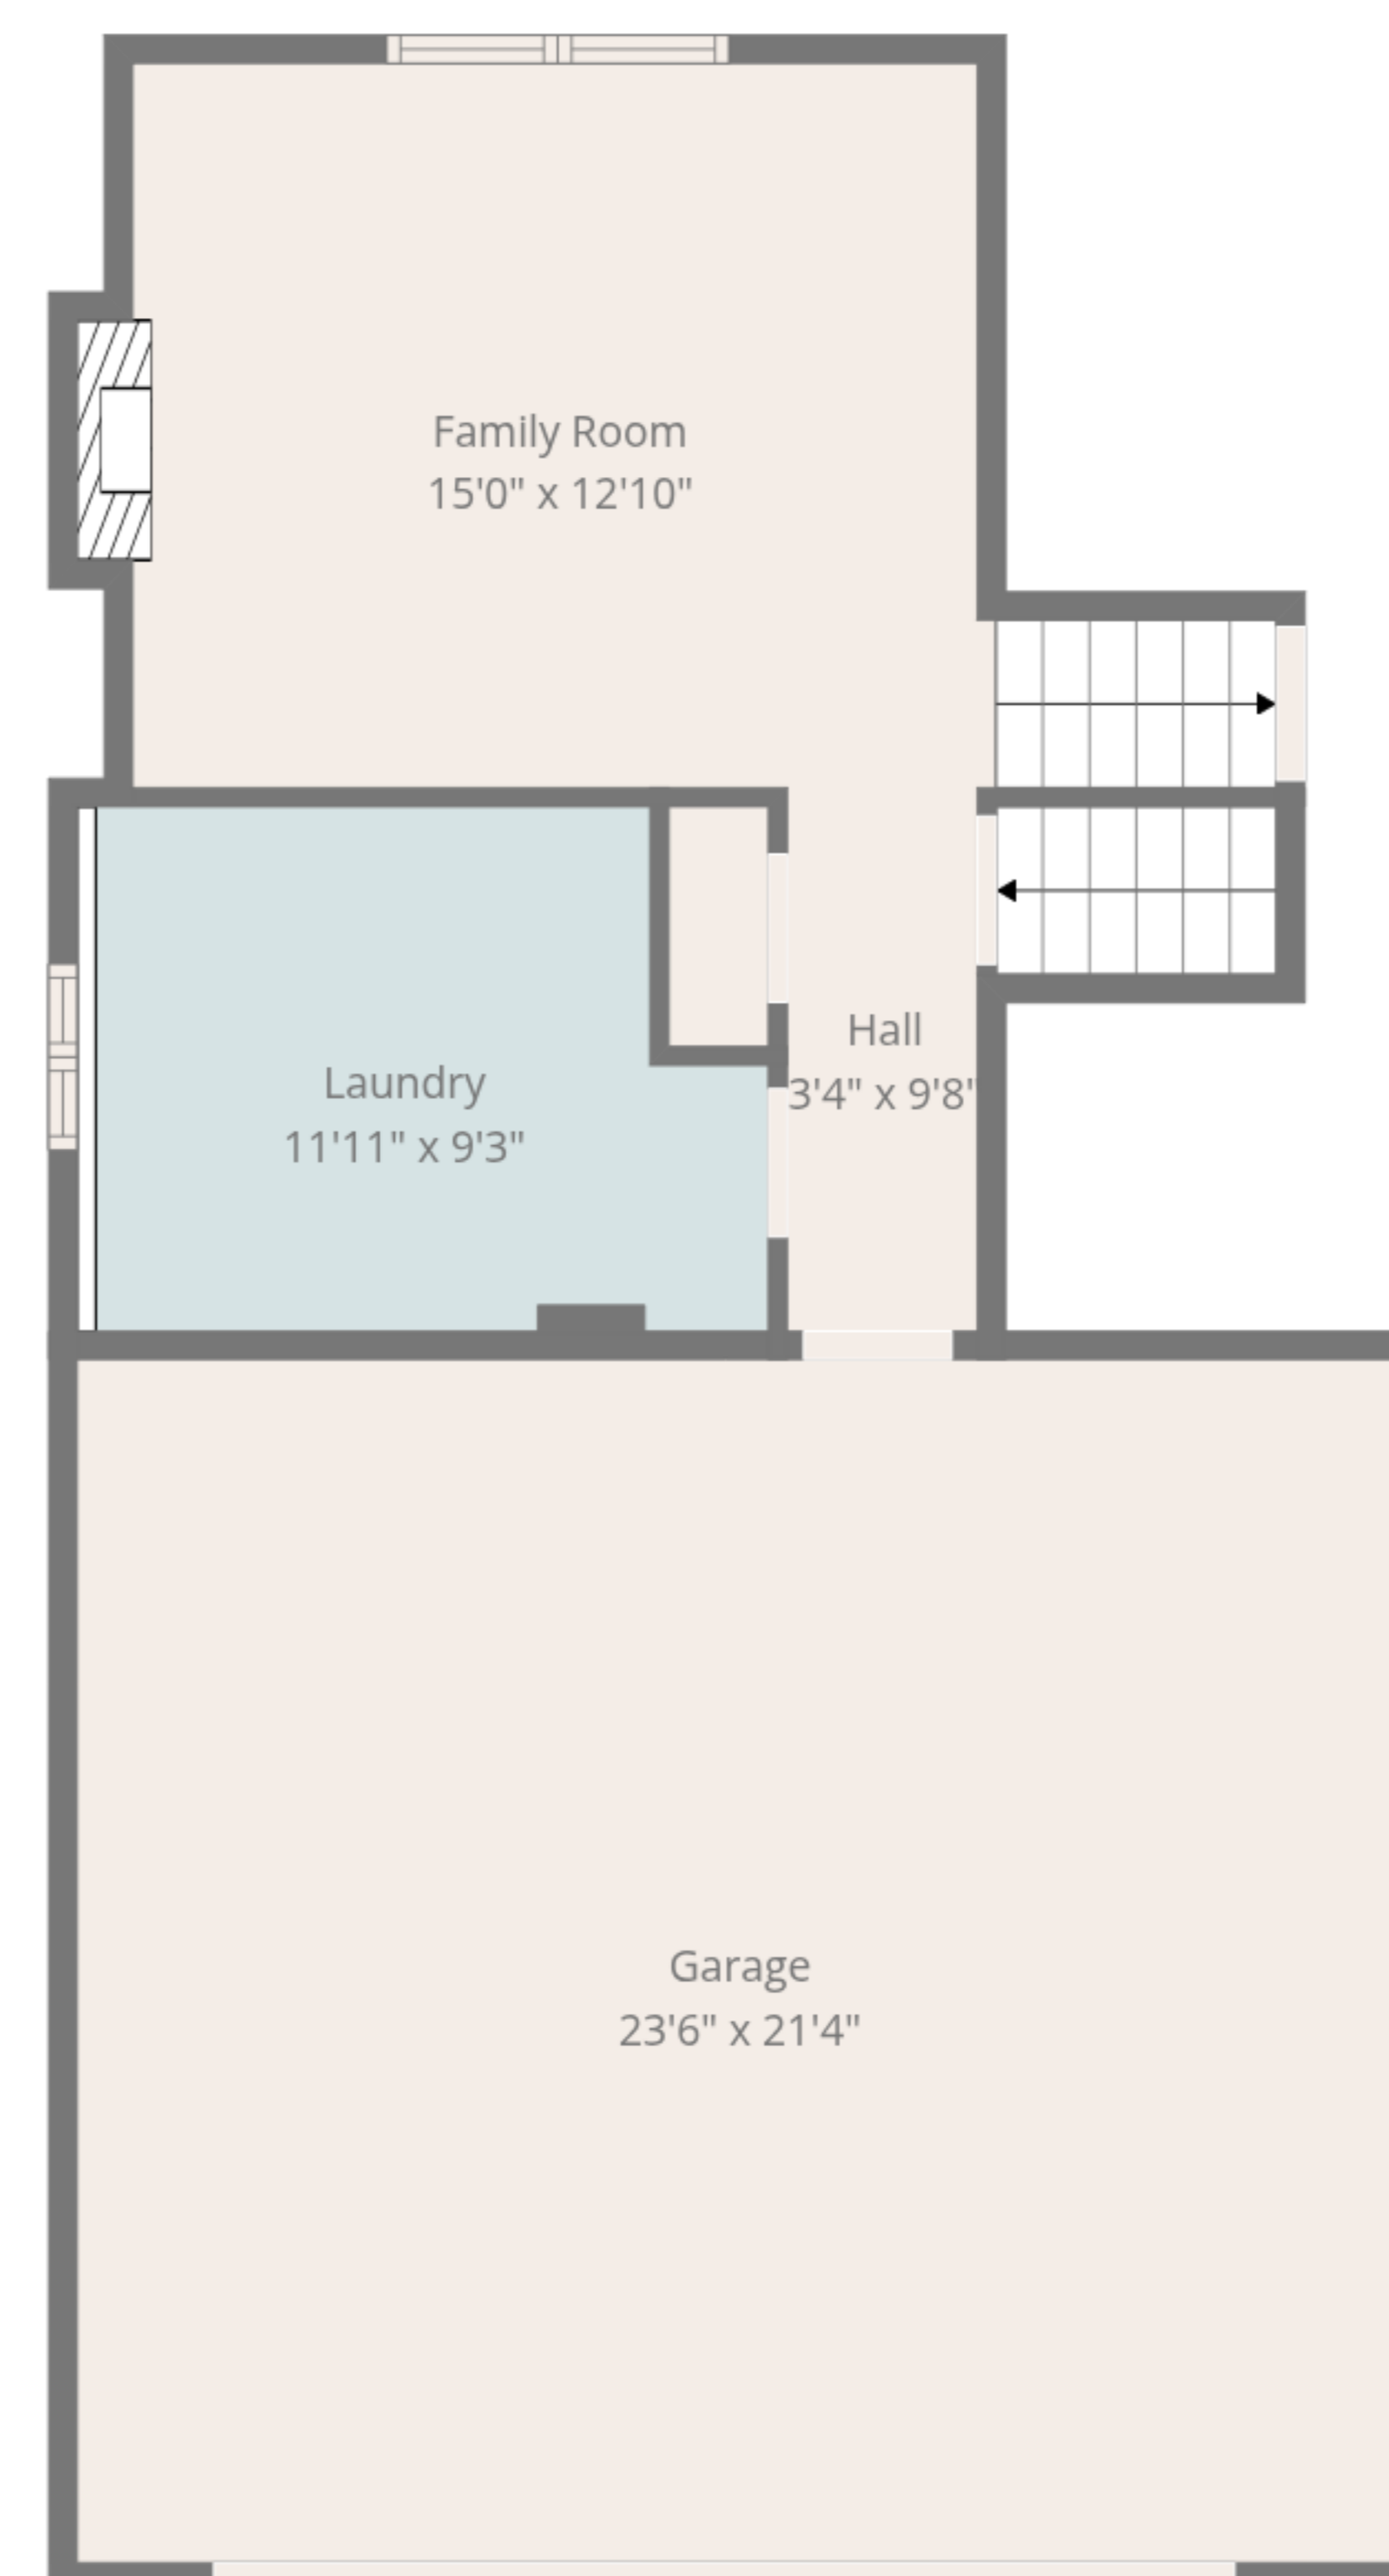 Family Room
15'0" x 12'10"
Hall
3'4" x 9'8"
Laundry
11'11" x 9'3"
Garage
23'6" x 21'4"